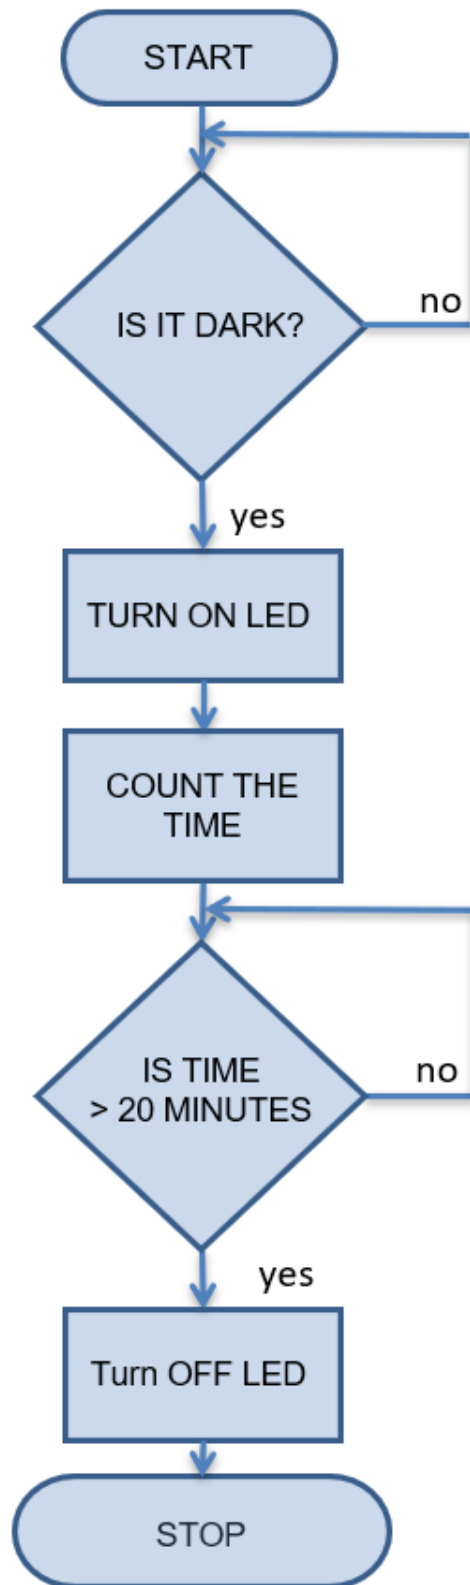 START
IS IT DARK?
no
yes
TURN ON LED
COUNT THE
TIME
IS TIME
> 20 MINUTES
no
yes
Turn OFF LED
STOP